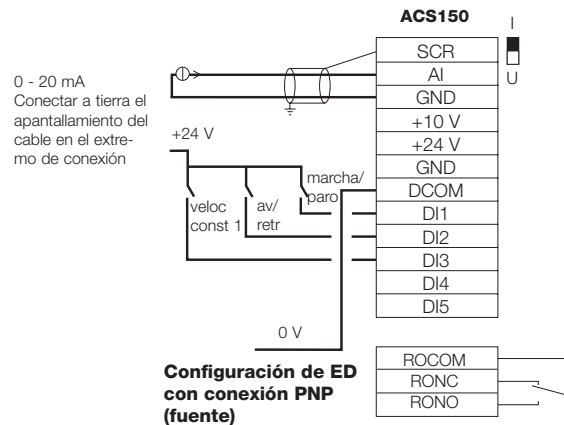 ACS150
I
U
SCR
AI
GND
+10 V
+24 V
GND
DCOM
DI1
DI2
DI3
DI4
DI5
0 - 20 mA
Conectar a tierra el
apantallamiento del
cable en el extre-
mo de conexión
+24 V
marcha/
paro
av/
retr
veloc
const 1
0 V
Configuración de ED
con conexión PNP
(fuente)
ROCOM
RONC
RONO